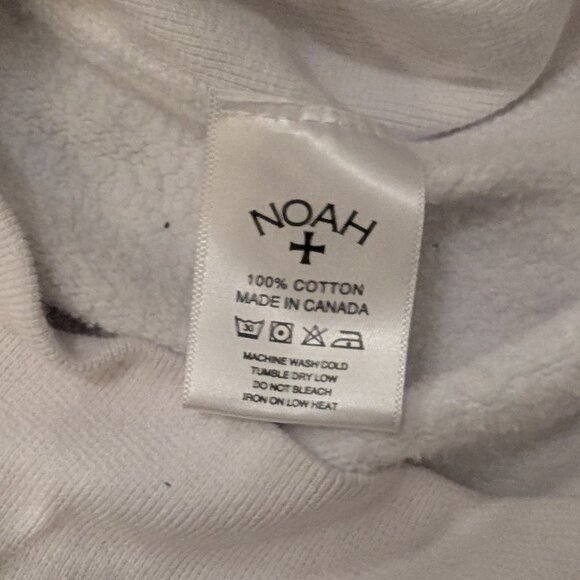 NOAH
100% COTTON
MADE IN CANADA
30
MACHINE WASH COLD
TUMBLE DRY LOW
DO NOT BLEACH
IRON ON LOW HEAT